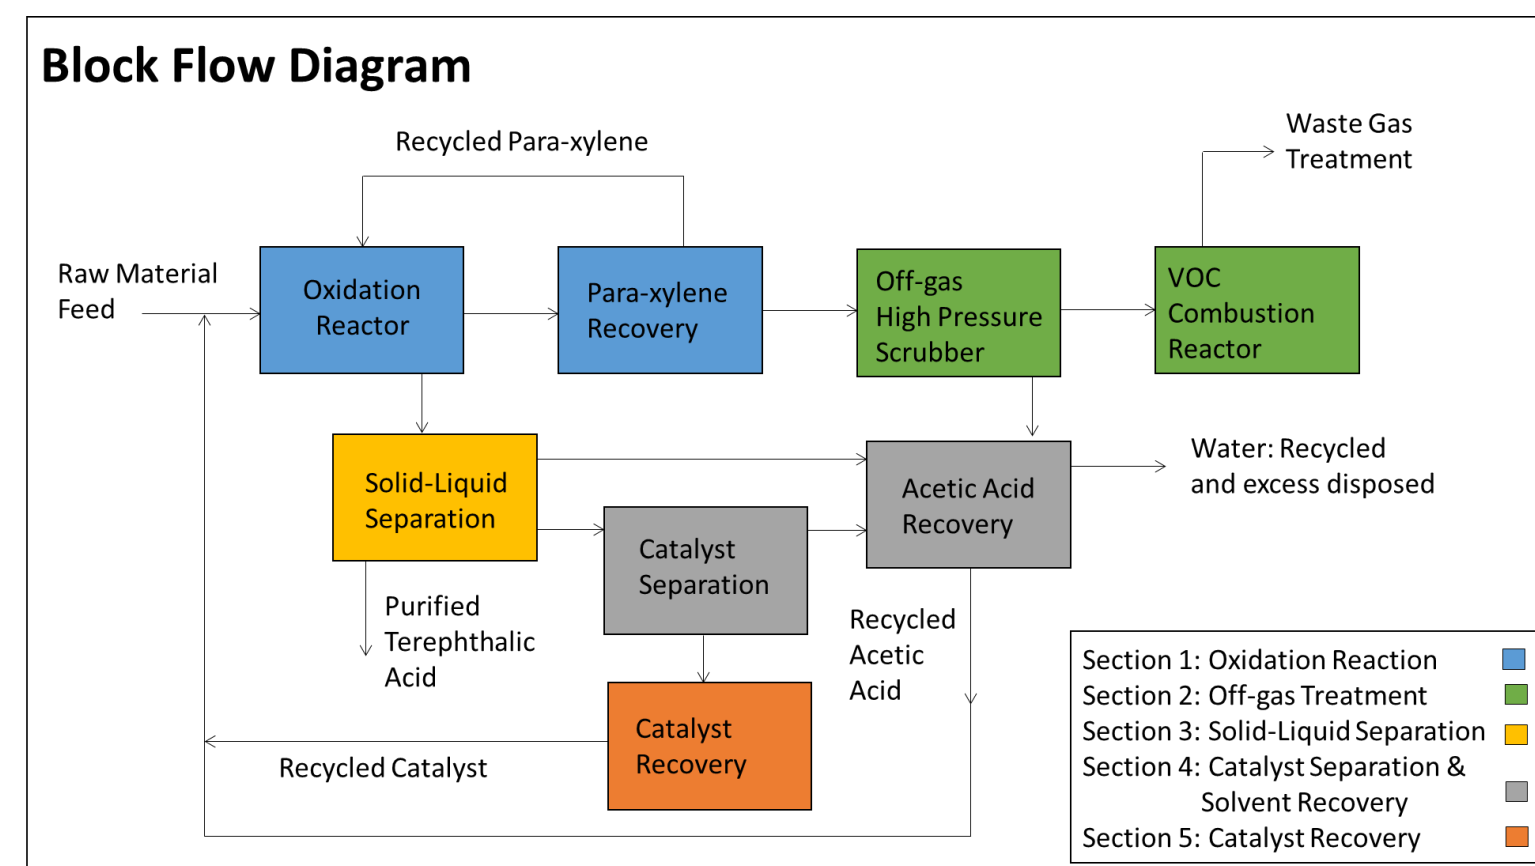 Block Flow Diagram
Recycled Para-xylene
Waste Gas
Treatment
Raw Material
Feed
Oxidation
Reactor
Para-xylene
Recovery
Off-gas
High Pressure
Scrubber
VOC
Combustion
Reactor
Solid-Liquid
Separation
Catalyst
Separation
Acetic Acid
Recovery
Water: Recycled
and excess disposed
Purified
Terephthalic
Acid
Recycled
Acetic
Acid
Catalyst
Recovery
Recycled Catalyst
Section 1: Oxidation Reaction
Section 2: Off-gas Treatment
Section 3: Solid-Liquid Separation
Section 4: Catalyst Separation &
Solvent Recovery
Section 5: Catalyst Recovery